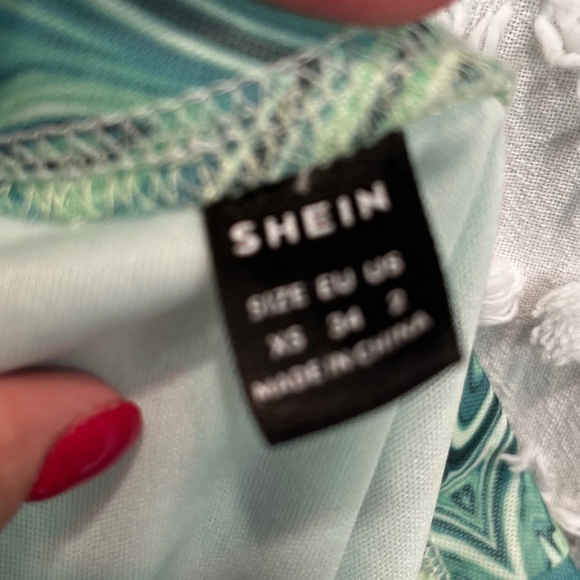 SHEIN
SIZE EU US
XS 34 2
MADE IN CHINA